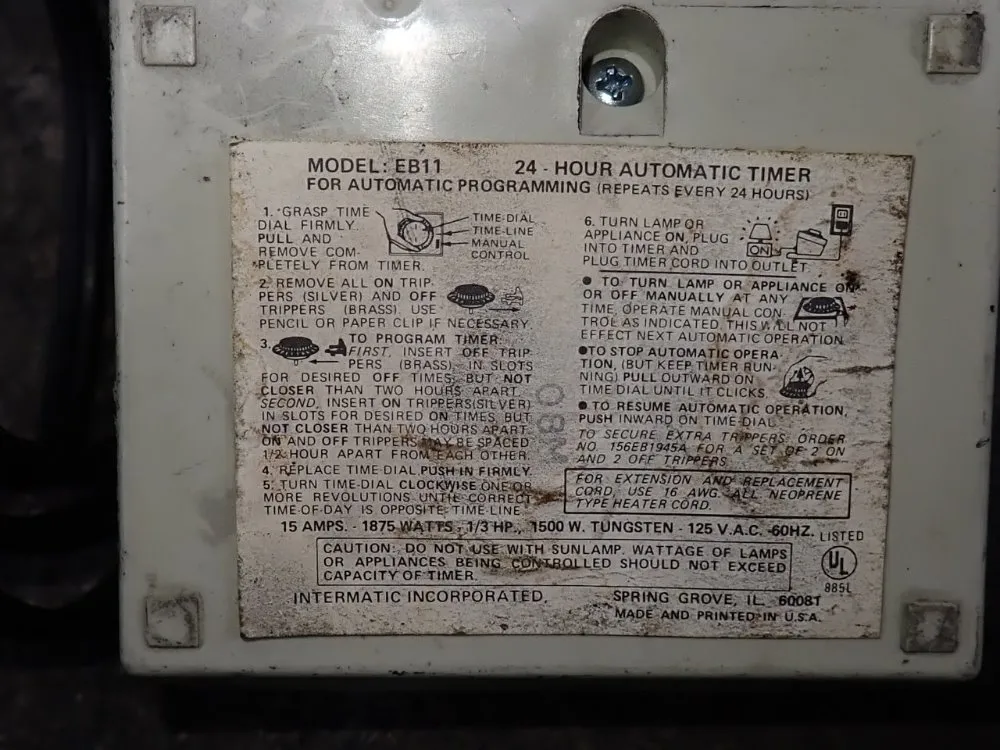 MODEL: EB11 24 - HOUR AUTOMATIC TIMER
FOR AUTOMATIC PROGRAMMING (REPEATS EVERY 24 HOURS)
1. GRASP TIME
DIAL FIRMLY.
PULL AND
REMOVE COM-
PLETELY FROM TIMER.
TIME-DIAL
TIME-LINE
MANUAL
CONTROL
2. REMOVE ALL ON TRIP-
PERS (SILVER) AND OFF
TRIPPERS (BRASS). USE
PENCIL OR PAPER CLIP IF NECESSARY.
3. TO PROGRAM TIMER:
FIRST, INSERT OFF TRIP-
PERS (BRASS), IN SLOTS
FOR DESIRED OFF TIMES, BUT NOT
CLOSER THAN TWO HOURS APART.
SECOND, INSERT ON TRIPPERS (SILVER)
IN SLOTS FOR DESIRED ON TIMES, BUT
NOT CLOSER THAN TWO HOURS APART.
ON AND OFF TRIPPERS MAY BE SPACED
1/2 HOUR APART FROM EACH OTHER.
4. REPLACE TIME-DIAL, PUSH IN FIRMLY.
5. TURN TIME-DIAL CLOCKWISE ONE OR
MORE REVOLUTIONS UNTIL CORRECT
TIME-OF-DAY IS OPPOSITE TIME-LINE.
6. TURN LAMP OR
APPLIANCE ON, PLUG
INTO TIMER AND
PLUG TIMER CORD INTO OUTLET.
ON
● TO TURN LAMP OR APPLIANCE ON
OR OFF MANUALLY AT ANY
TIME, OPERATE MANUAL CON
TROL AS INDICATED. THIS WILL NOT
EFFECT NEXT AUTOMATIC OPERATION.
● TO STOP AUTOMATIC OPERA
TION, (BUT KEEP TIMER RUN
NING) PULL OUTWARD ON
TIME DIAL UNTIL IT CLICKS.
● TO RESUME AUTOMATIC OPERATION,
PUSH INWARD ON TIME-DIAL
TO SECURE EXTRA TRIPPERS: ORDER
NO. 156EB1945A FOR A SET OF 2 ON
AND 2 OFF TRIPPERS.
FOR EXTENSION AND REPLACEMENT
CORD, USE 16 AWG. ALL NEOPRENE
TYPE HEATER CORD.
15 AMPS. - 1875 WATTS - 1/3 HP., 1500 W. TUNGSTEN - 125 V.A.C. -60HZ.
CAUTION: DO NOT USE WITH SUNLAMP. WATTAGE OF LAMPS
OR APPLIANCES BEING CONTROLLED SHOULD NOT EXCEED
CAPACITY OF TIMER.
LISTED
UL
885L
INTERMATIC INCORPORATED, SPRING GROVE, IL. 60081
MADE AND PRINTED IN U.S.A.